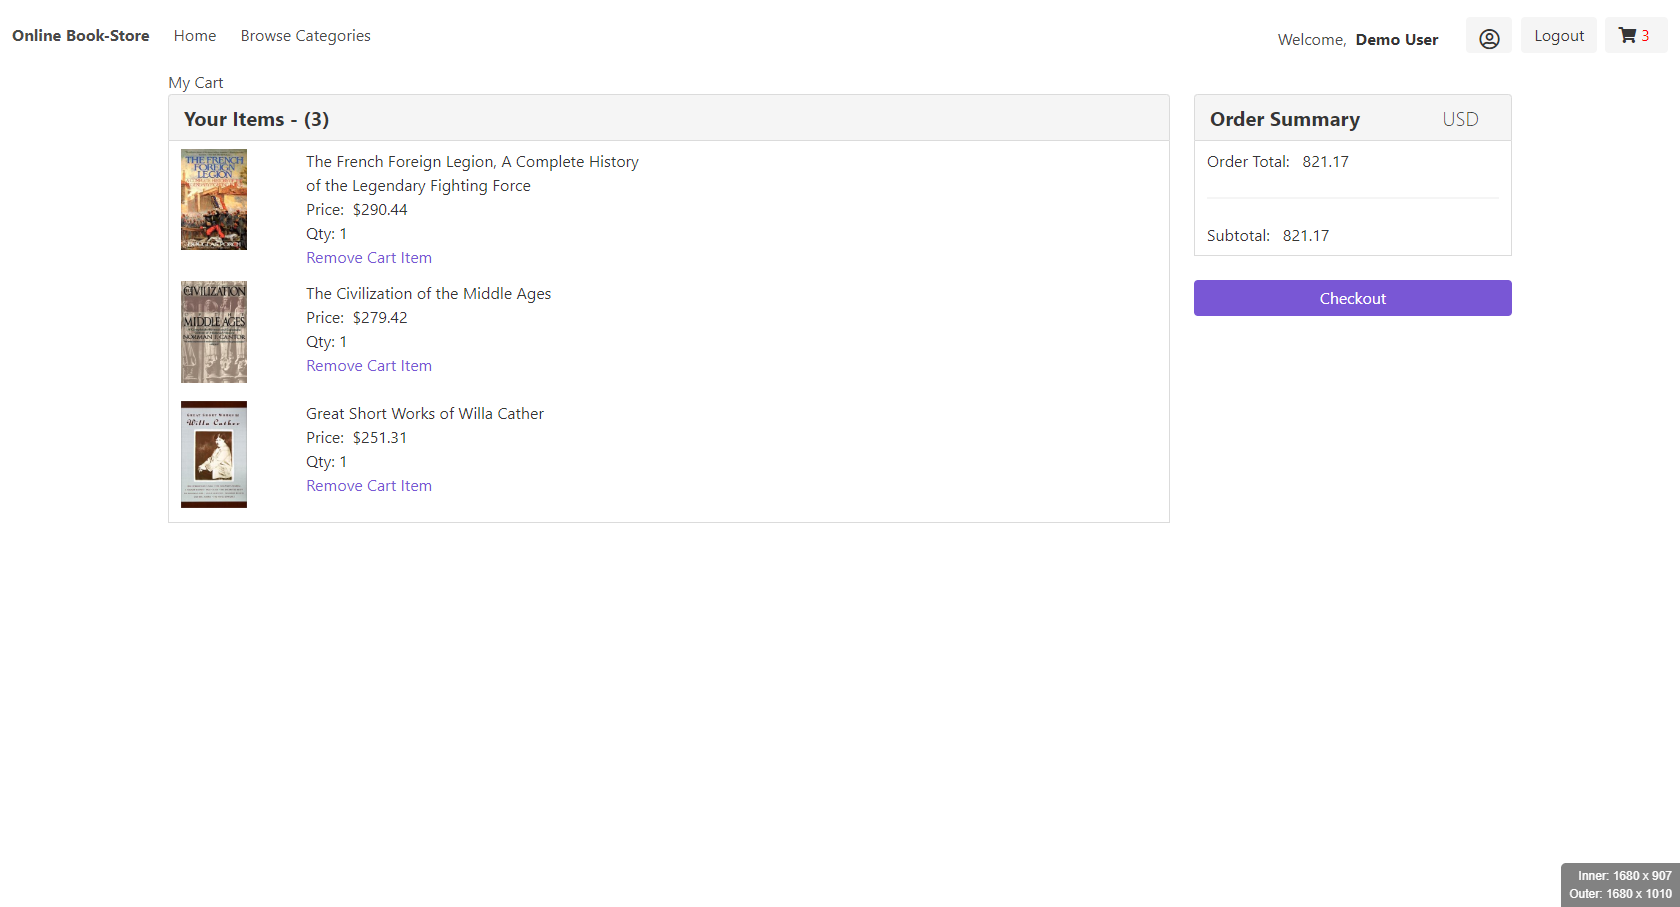 Online Book-Store Home Browse Categories Welcome, Demo User Logout 3
My Cart
Your Items - (3)
THE FRENCH
FOREIGN
LEGION
The French Foreign Legion, A Complete History
of the Legendary Fighting Force
Price: $290.44
Qty: 1
Remove Cart Item
CIVILIZATION
MIDDLE AGES
NORMAN F. CANTOR
The Civilization of the Middle Ages
Price: $279.42
Qty: 1
Remove Cart Item
Willa Cather
Great Short Works of Willa Cather
Price: $251.31
Qty: 1
Remove Cart Item
Order Summary USD
Order Total: 821.17
Subtotal: 821.17
Checkout
Inner: 1680 x 907
Outer: 1680 x 1010